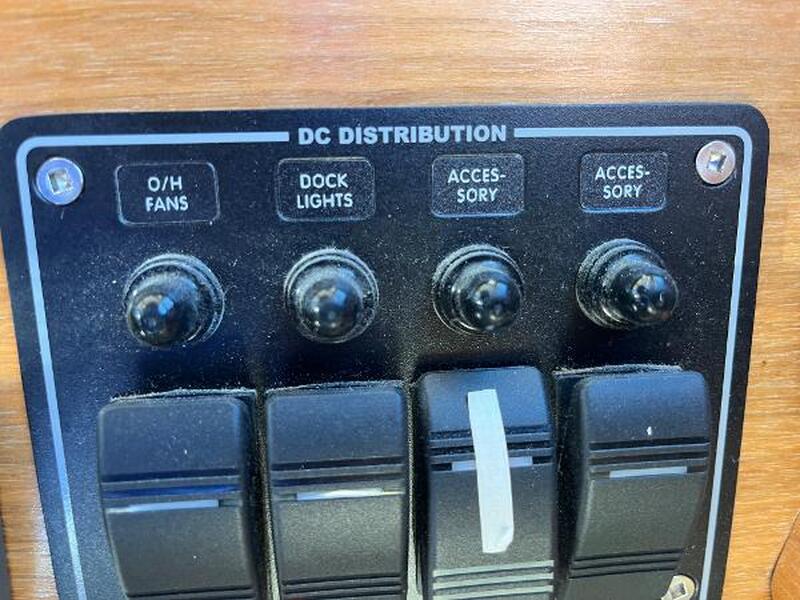 DC DISTRIBUTION
O/H
FANS
DOCK
LIGHTS
ACCES-
SORY
ACCES-
SORY